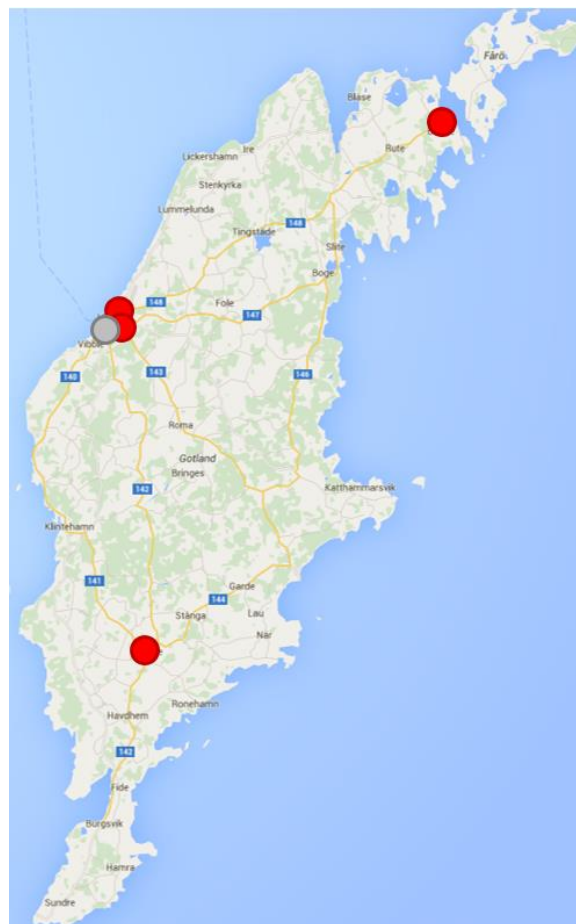 Fårö
Bläse
Rute
Ire
Lickershamn
Stenkyrka
Lummelunda
148
Tingstäde
Slite
Boge
148
Fole
147
Vibble
140
143
146
Roma
Gotland
Bringes
142
Katthammarsvik
Klintehamn
141
Garde
144
Lau
Stånga
När
Ronehamn
Havdhem
142
Fide
Burgsvik
Hamra
Sundre